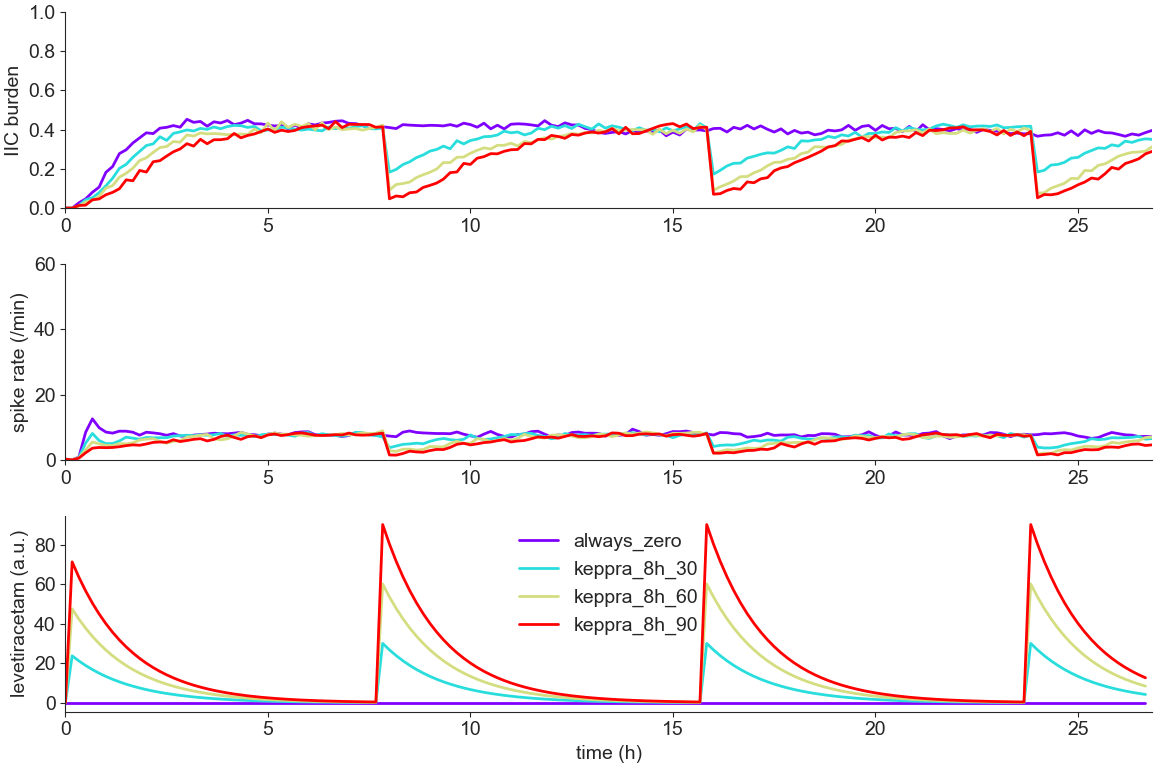 IIC burden
1.0
0.8
0.6
0.4
0.2
0.0
0 5 10 15 20 25
spike rate (/min)
60
40
20
0
0 5 10 15 20 25
levetiracetam (a.u.)
80
60
40
20
0
always_zero
keppra_8h_30
keppra_8h_60
keppra_8h_90
0 5 10 15 20 25
time (h)